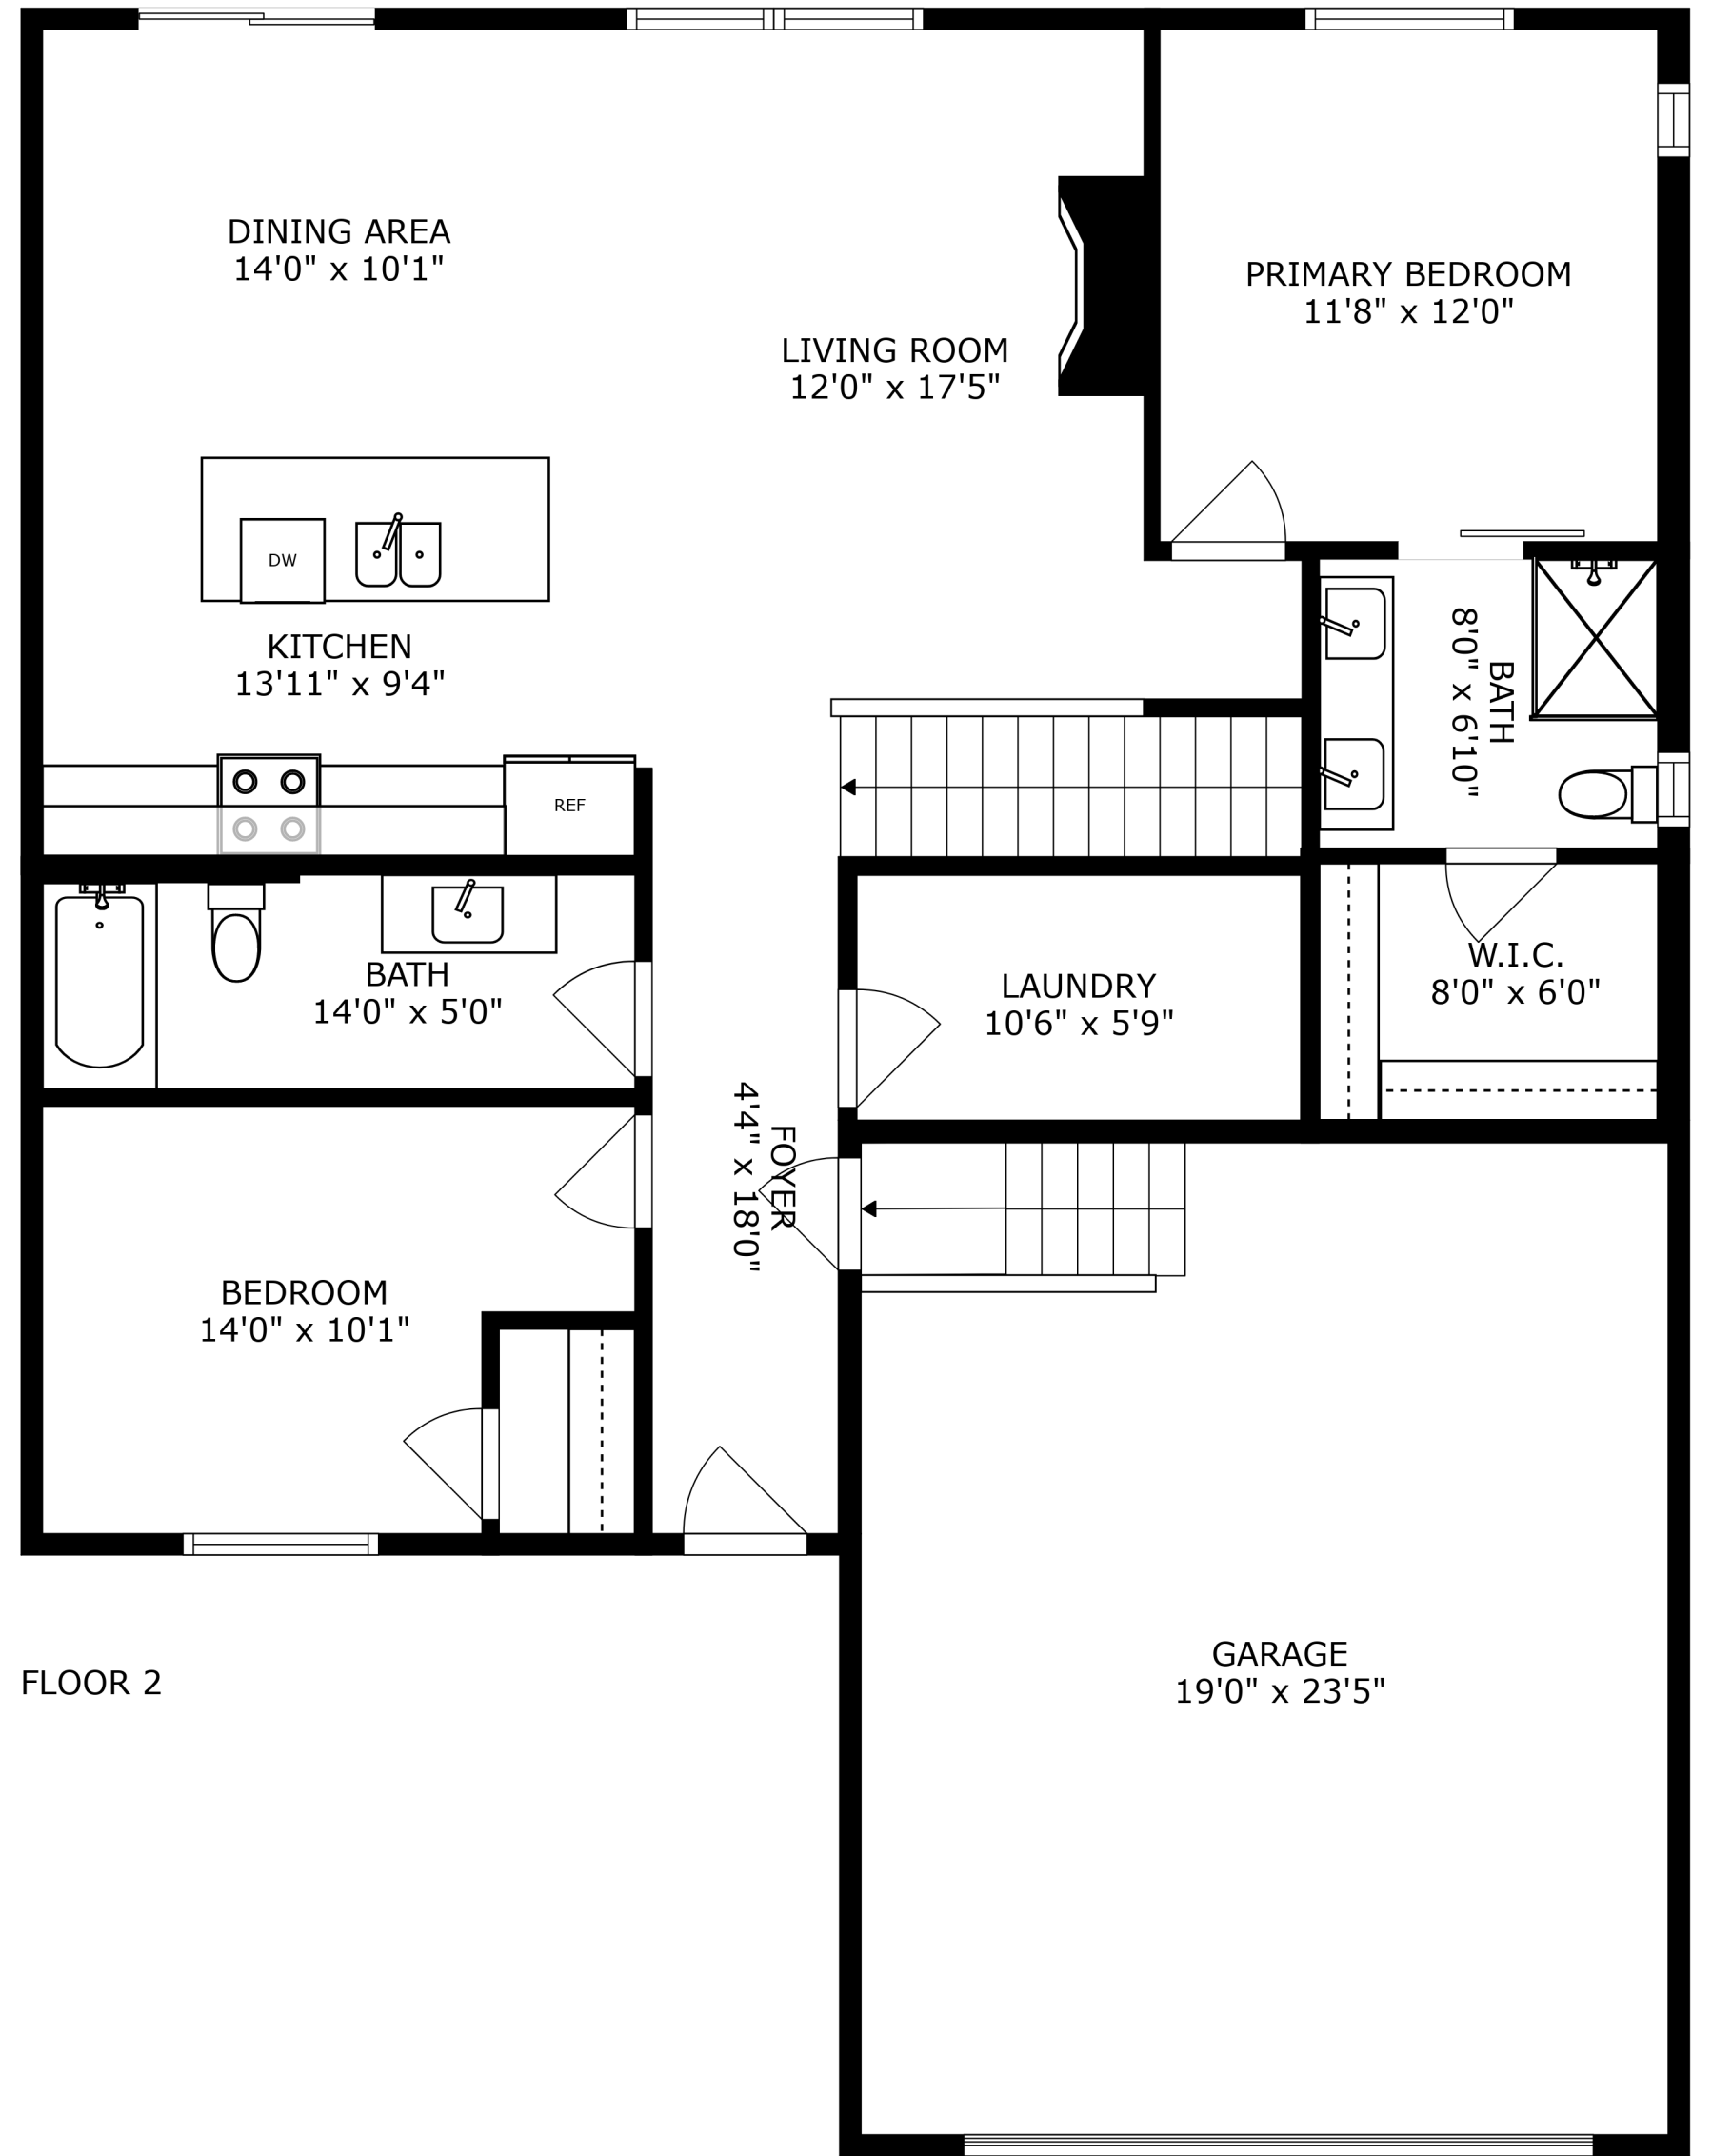 DINING AREA
14'0" x 10'1"
PRIMARY BEDROOM
11'8" x 12'0"
LIVING ROOM
12'0" x 17'5"
DW
KITCHEN
13'11" x 9'4"
BATH
8'0" x 6'10"
REF
BATH
14'0" x 5'0"
LAUNDRY
10'6" x 5'9"
W.I.C.
8'0" x 6'0"
FOYER
4'4" x 18'0"
BEDROOM
14'0" x 10'1"
GARAGE
19'0" x 23'5"
FLOOR 2